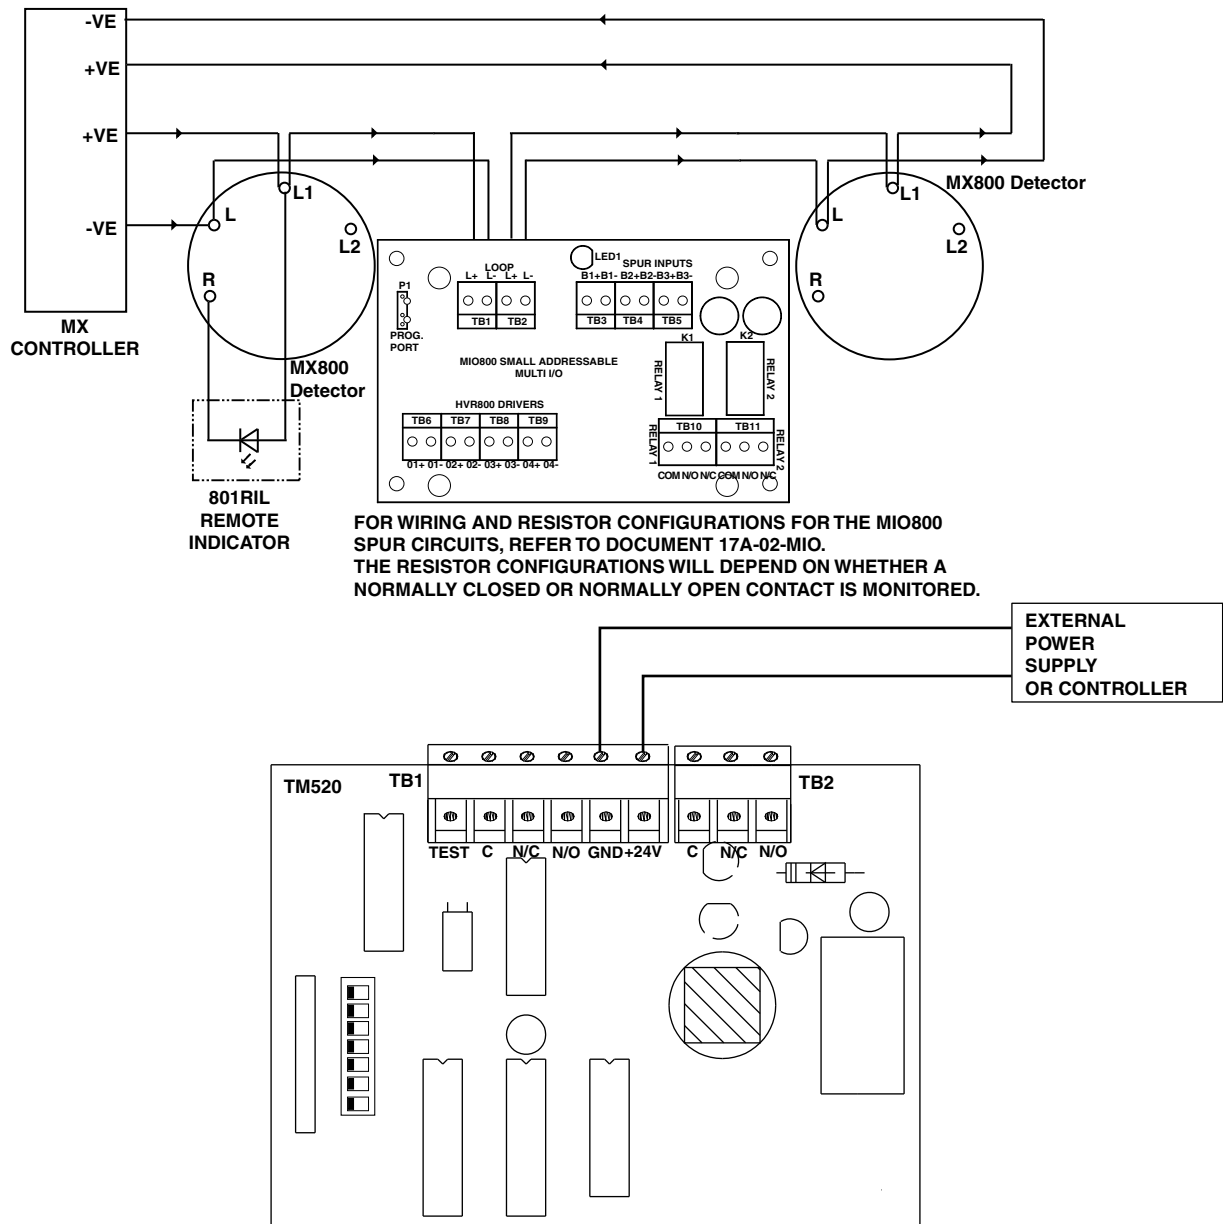 -VE
+VE
+VE
-VE
MX
CONTROLLER
L1
L
L2
R
MX800
Detector
801RIL
REMOTE
INDICATOR
LED1
LOOP
L+ L- L+ L-
TB1 TB2
SPUR INPUTS
B1+B1- B2+B2-B3+B3-
TB3 TB4 TB5
P1
PROG.
PORT
MIO800 SMALL ADDRESSABLE
MULTI I/O
K1
K2
RELAY 1
RELAY 2
HVR800 DRIVERS
TB6 TB7 TB8 TB9
01+ 01- 02+ 02- 03+ 03- 04+ 04-
RELAY 1
TB10 TB11
RELAY 2
COM N/O N/C COM N/O N/C
L1
MX800 Detector
L
L2
R
FOR WIRING AND RESISTOR CONFIGURATIONS FOR THE MIO800
SPUR CIRCUITS, REFER TO DOCUMENT 17A-02-MIO.
THE RESISTOR CONFIGURATIONS WILL DEPEND ON WHETHER A
NORMALLY CLOSED OR NORMALLY OPEN CONTACT IS MONITORED.
EXTERNAL
POWER
SUPPLY
OR CONTROLLER
TM520
TB1
TB2
TEST C N/C N/O GND +24V
C N/C N/O